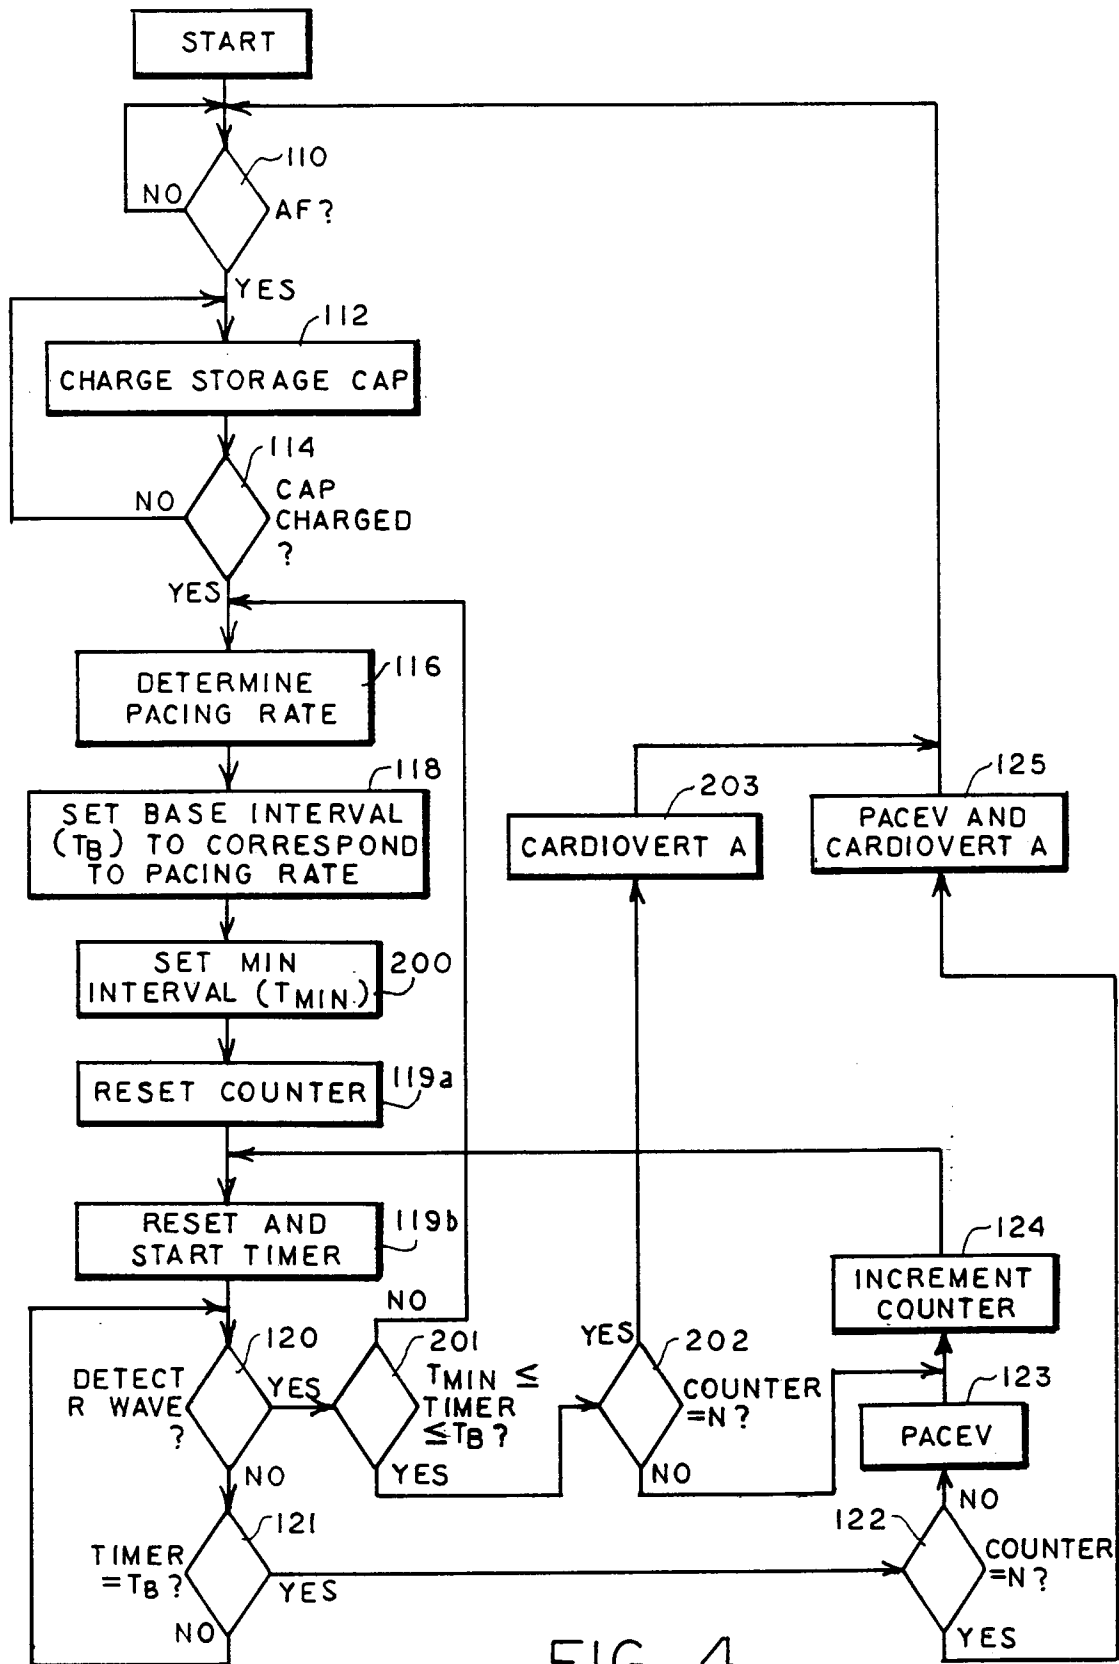 START
110
NO
AF?
YES
112
CHARGE STORAGE CAP
114
NO
CAP
CHARGED
?
YES
116
DETERMINE
PACING RATE
118
SET BASE INTERVAL
(TB) TO CORRESPOND
TO PACING RATE
203
CARDIOVERT A
125
PACEV AND
CARDIOVERT A
SET MIN
INTERVAL (TMIN.)
200
RESET COUNTER
119a
RESET AND
START TIMER
119b
124
INCREMENT
COUNTER
NO
120
DETECT
R WAVE
?
YES
NO
201
TMIN ≤
TIMER
≤TB?
YES
YES
202
COUNTER
=N?
NO
123
PACEV
NO
121
TIMER
=TB?
YES
NO
122
COUNTER
=N?
YES
FIG. 4